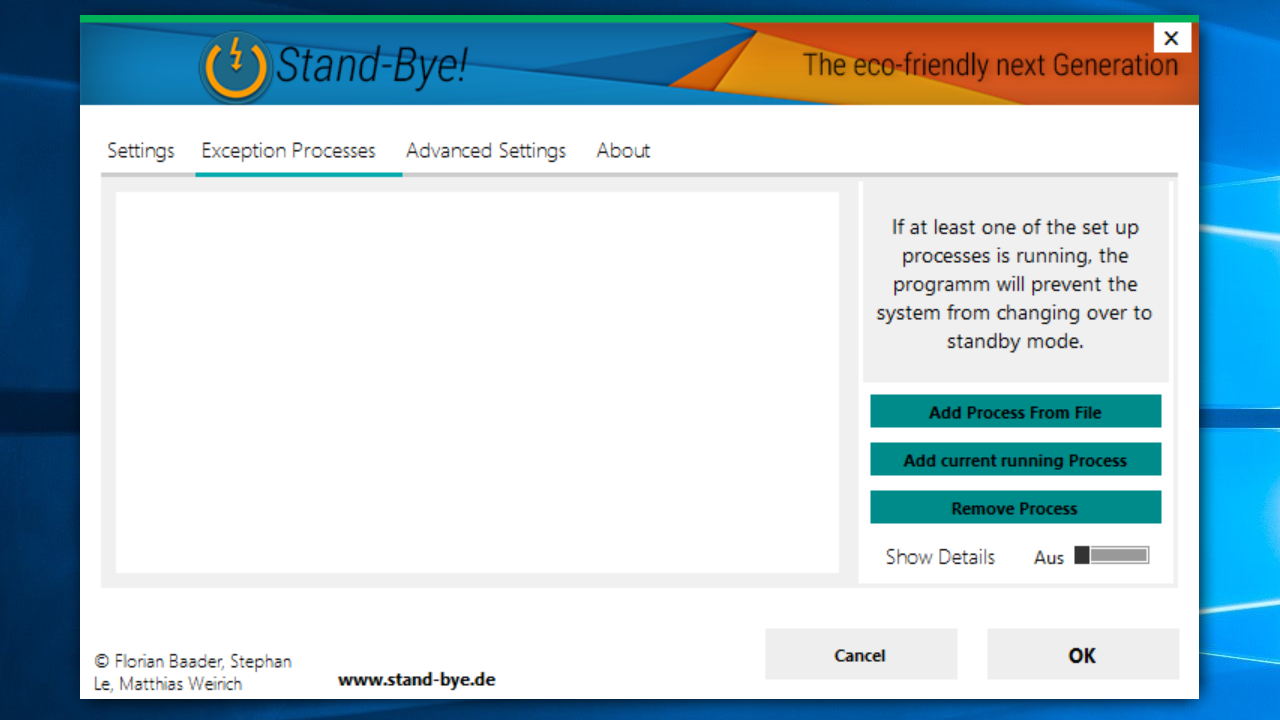 Stand-Bye!
The eco-friendly next Generation
X
Settings Exception Processes Advanced Settings About
If at least one of the set up
processes is running, the
programm will prevent the
system from changing over to
standby mode.
Add Process From File
Add current running Process
Remove Process
Show Details Aus
Cancel OK
© Florian Baader, Stephan
Le, Matthias Weirich
www.stand-bye.de